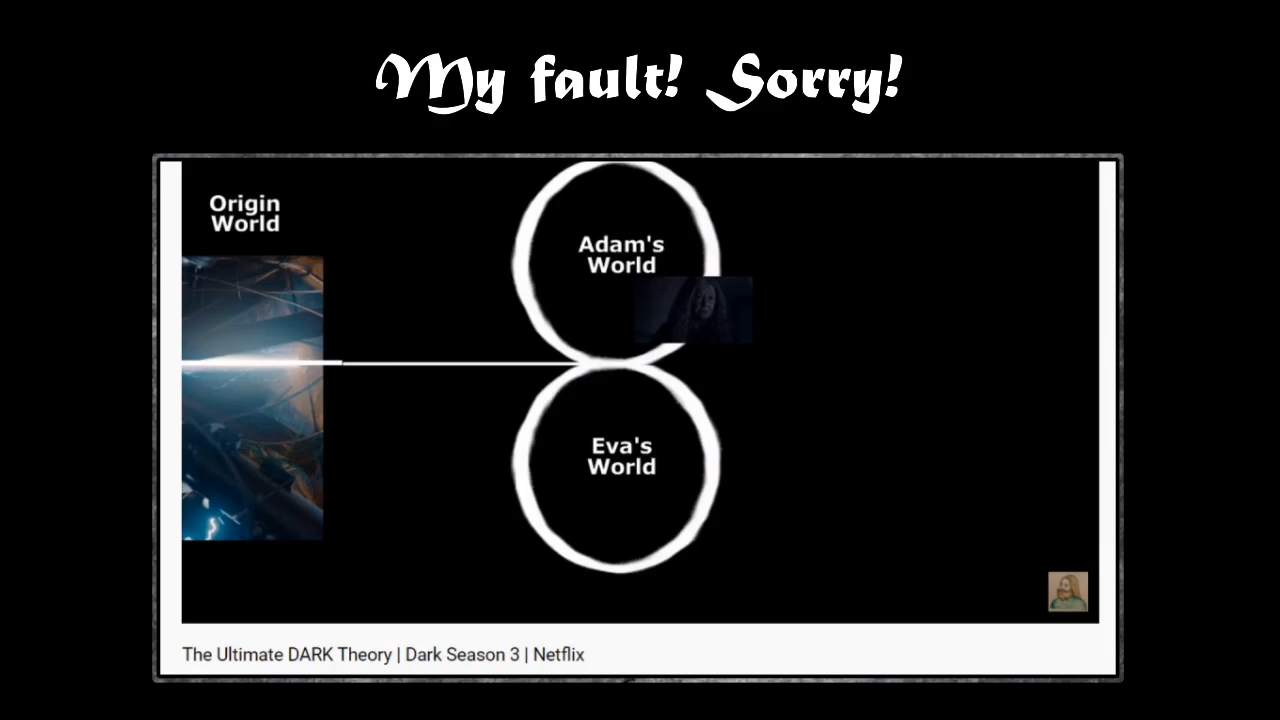 My fault! Sorry!
Origin
World
Adam's
World
Eva's
World
The Ultimate DARK Theory | Dark Season 3 | Netflix